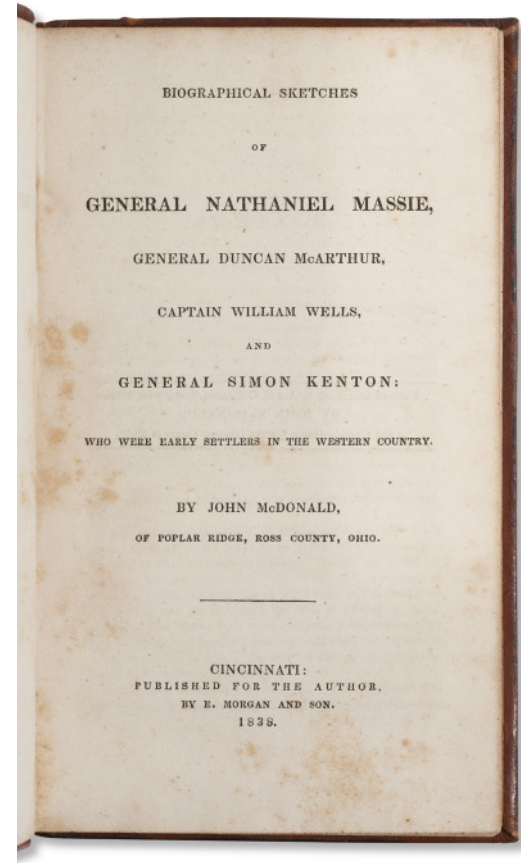 BIOGRAPHICAL SKETCHES
OF
GENERAL NATHANIEL MASSIE,
GENERAL DUNCAN McARTHUR,
CAPTAIN WILLIAM WELLS,
AND
GENERAL SIMON KENTON:
WHO WERE EARLY SETTLERS IN THE WESTERN COUNTRY.
BY JOHN McDONALD,
OF POPLAR RIDGE, ROSS COUNTY, OHIO.
CINCINNATI:
PUBLISHED FOR THE AUTHOR,
BY E. MORGAN AND SON.
1838.